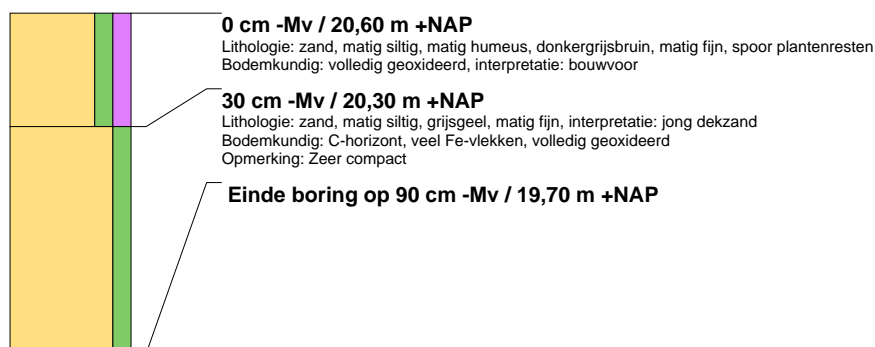 0 cm -Mv / 20,60 m +NAP
Lithologie: zand, matig siltig, matig humeus, donkergrijsbruin, matig fijn, spoor plantenresten
Bodemkundig: volledig geoxideerd, interpretatie: bouwvoor
30 cm -Mv / 20,30 m +NAP
Lithologie: zand, matig siltig, grijsgeel, matig fijn, interpretatie: jong dekzand
Bodemkundig: C-horizont, veel Fe-vlekken, volledig geoxideerd
Opmerking: Zeer compact
Einde boring op 90 cm -Mv / 19,70 m +NAP